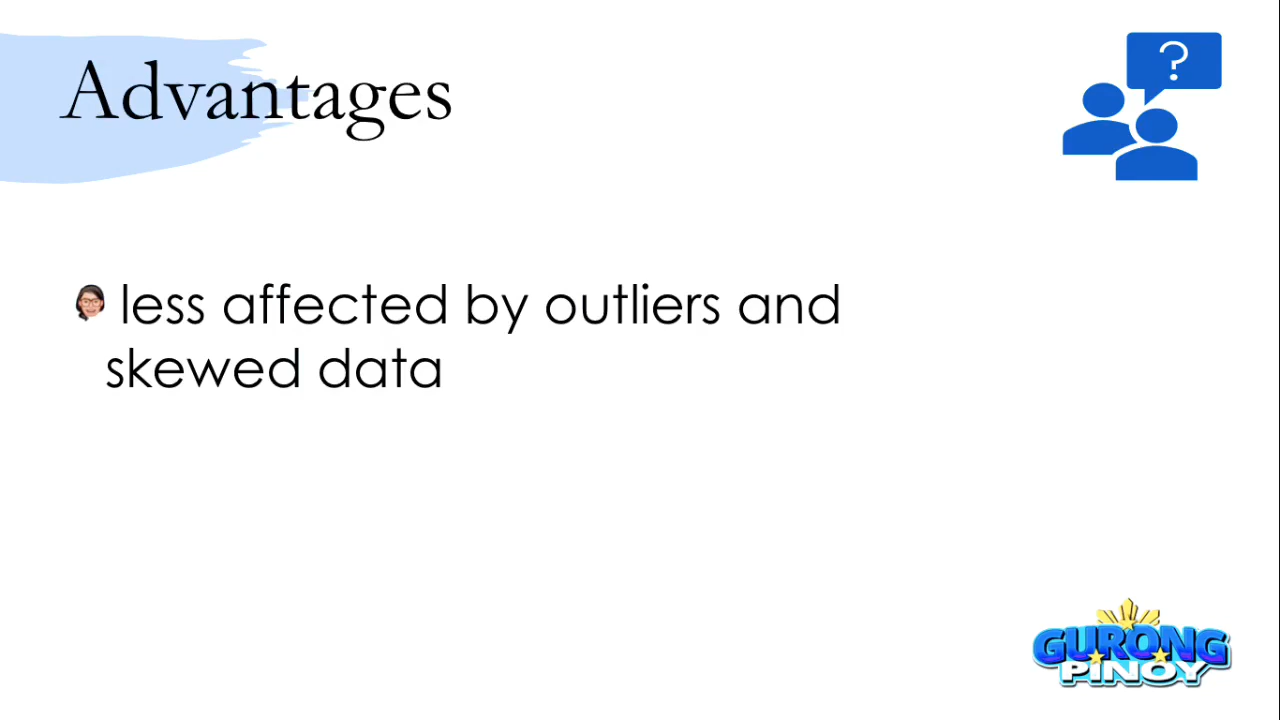 Advantages
?
less affected by outliers and
skewed data
GURONG
PINOY